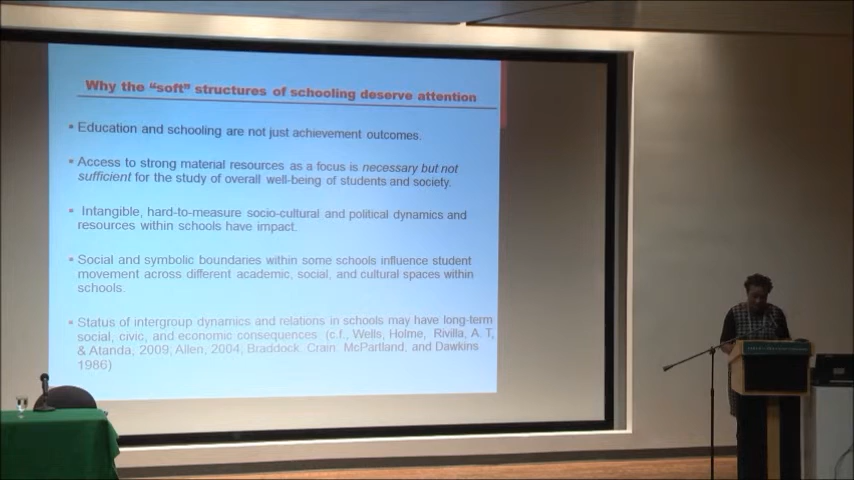 Why the "soft" structures of schooling deserve attention
▪ Education and schooling are not just achievement outcomes.
▪ Access to strong material resources as a focus is necessary but not
sufficient for the study of overall well-being of students and society.
▪ Intangible, hard-to-measure socio-cultural and political dynamics and
resources within schools have impact.
▪ Social and symbolic boundaries within some schools influence student
movement across different academic, social, and cultural spaces within
schools.
▪ Status of intergroup dynamics and relations in schools may have long-term
social, civic, and economic consequences. (c.f., Wells, Holme, Rivilla, A. T,
& Atanda, 2009; Allen, 2004; Braddock, Crain, McPartland, and Dawkins
1986)